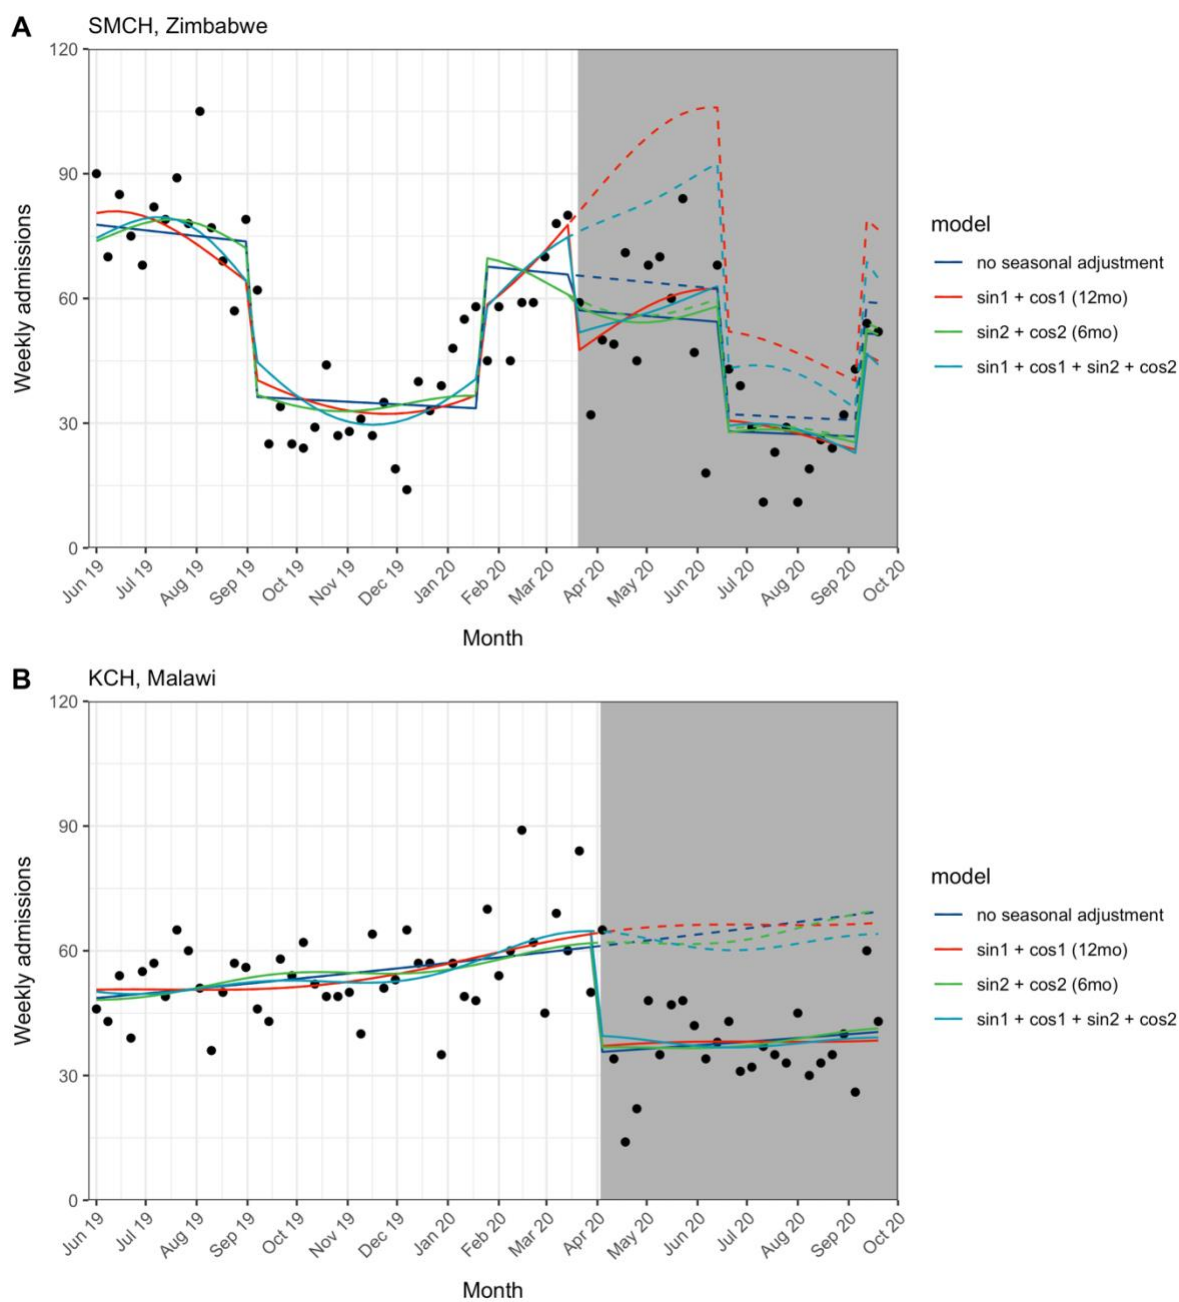 A
SMCH, Zimbabwe
120
90
60
30
0
Weekly admissions
Jun 19
Jul 19
Aug 19
Sep 19
Oct 19
Nov 19
Dec 19
Jan 20
Feb 20
Mar 20
Apr 20
May 20
Jun 20
Jul 20
Aug 20
Sep 20
Oct 20
Month
model
no seasonal adjustment
sin1 + cos1 (12mo)
sin2 + cos2 (6mo)
sin1 + cos1 + sin2 + cos2
B
KCH, Malawi
120
90
60
30
0
Weekly admissions
Jun 19
Jul 19
Aug 19
Sep 19
Oct 19
Nov 19
Dec 19
Jan 20
Feb 20
Mar 20
Apr 20
May 20
Jun 20
Jul 20
Aug 20
Sep 20
Oct 20
Month
model
no seasonal adjustment
sin1 + cos1 (12mo)
sin2 + cos2 (6mo)
sin1 + cos1 + sin2 + cos2